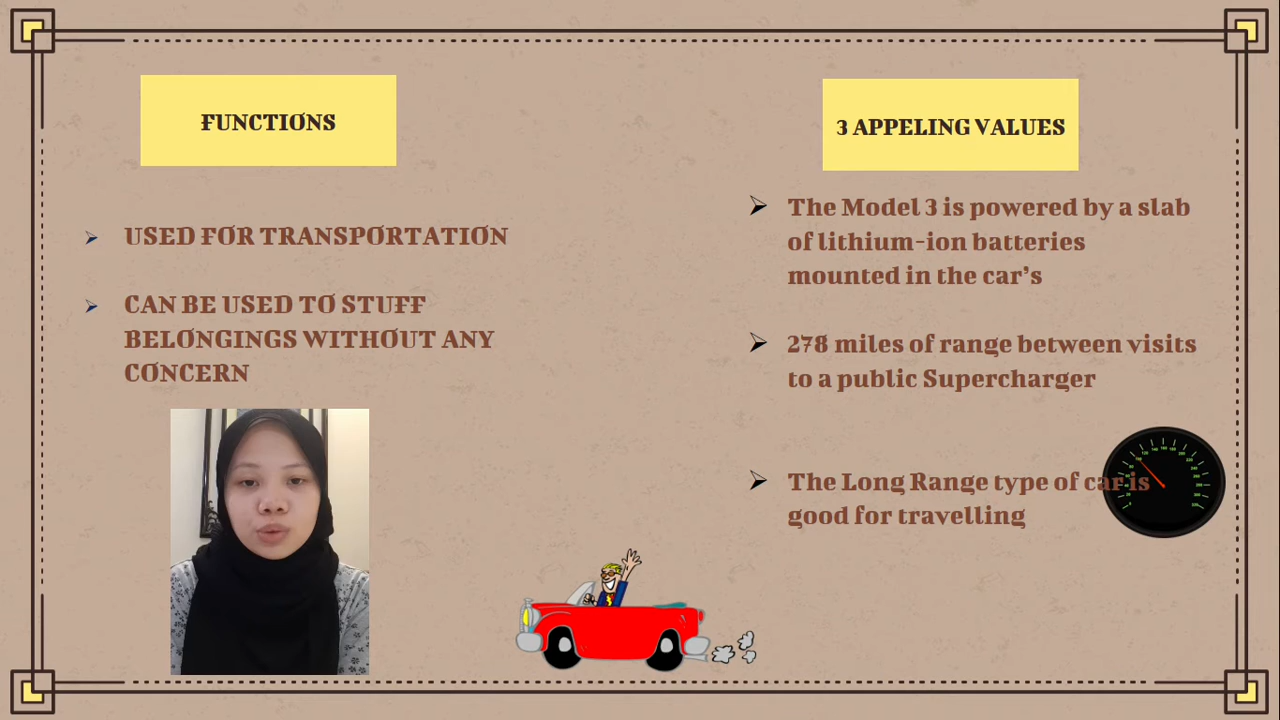 FUNCTIONS
USED FOR TRANSPORTATION
CAN BE USED TO STUFF
BELONGINGS WITHOUT ANY
CONCERN
3 APPELING VALUES
The Model 3 is powered by a slab
of lithium-ion batteries
mounted in the car's
278 miles of range between visits
to a public Supercharger
The Long Range type of car is
good for travelling